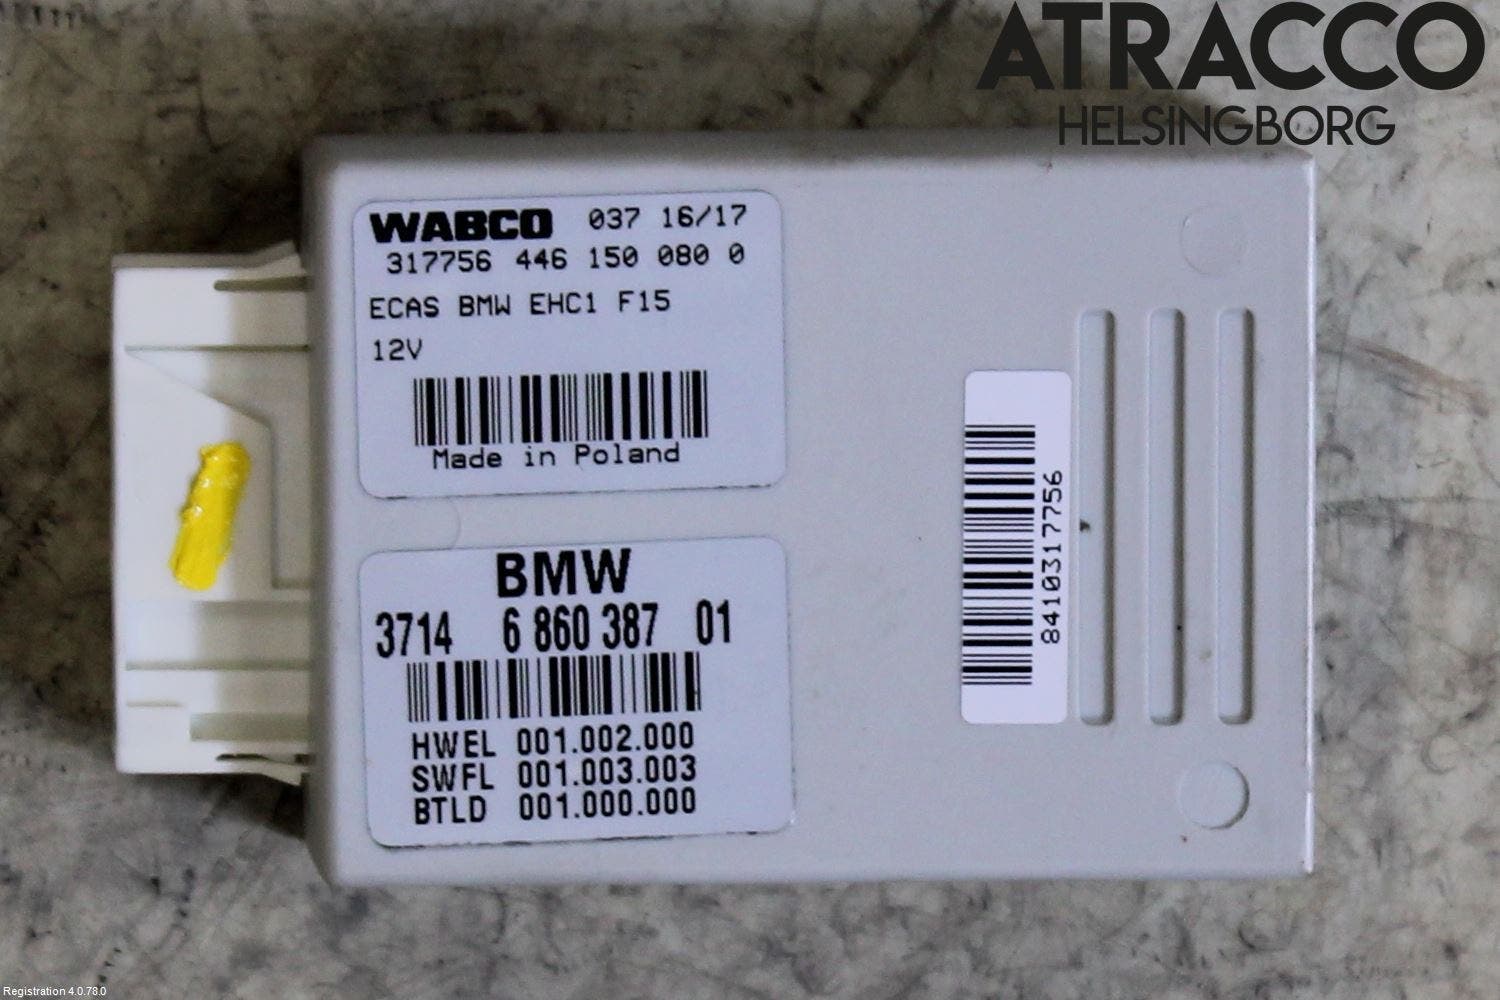 ATRACCO
HELSINGBORG
WABCO 037 16/17
317756 446 150 080 0
ECAS BMW EHC1 F15
12V
Made in Poland
BMW
3714 6 860 387 01
HWEL 001.002.000
SWFL 001.003.003
BTLD 001.000.000
8410317756
Registration 4.0.78.0